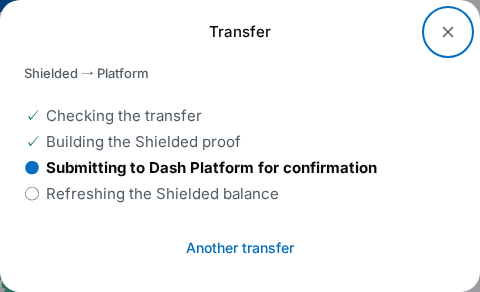 Transfer
Shielded → Platform
✓ Checking the transfer
✓ Building the Shielded proof
Submitting to Dash Platform for confirmation
Refreshing the Shielded balance
Another transfer